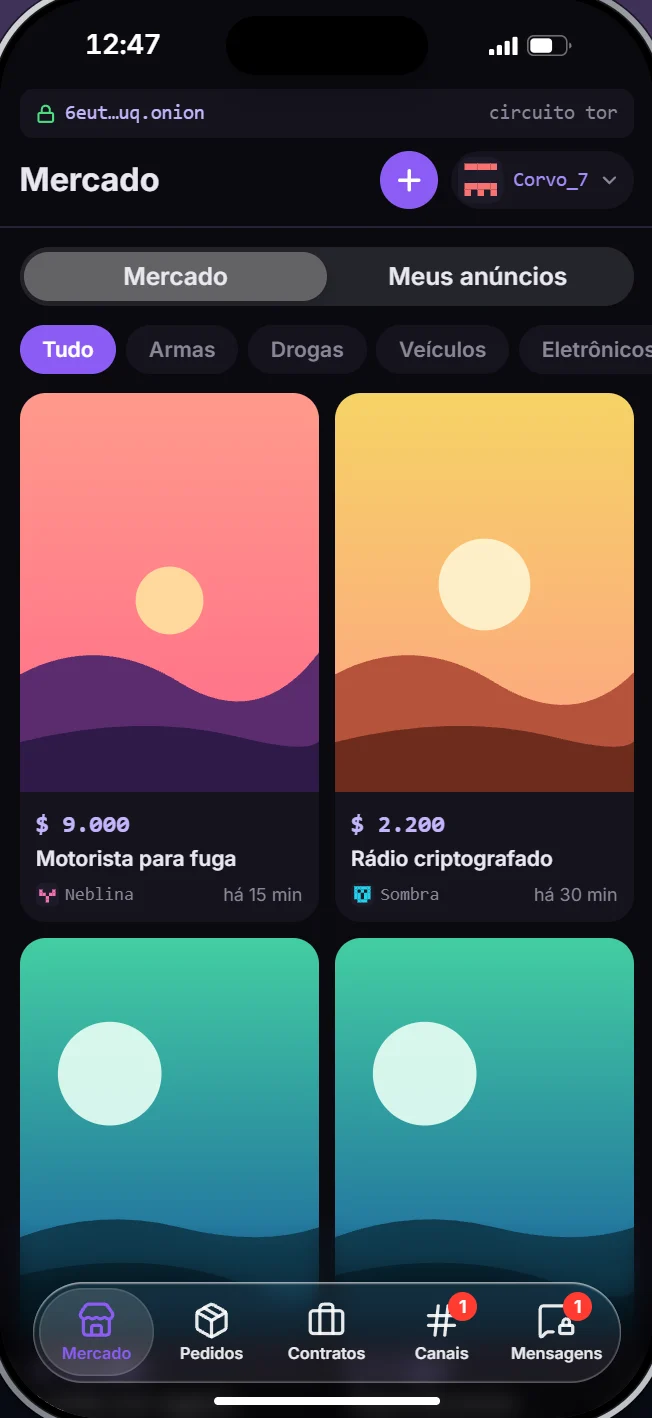 12:47
6eut…uq.onion circuito tor
Mercado Corvo_7
Mercado Meus anúncios
Tudo Armas Drogas Veículos Eletrônicos
$ 9.000
Motorista para fuga
Neblina há 15 min
$ 2.200
Rádio criptografado
Sombra há 30 min
1 1
Mercado Pedidos Contratos Canais Mensagens